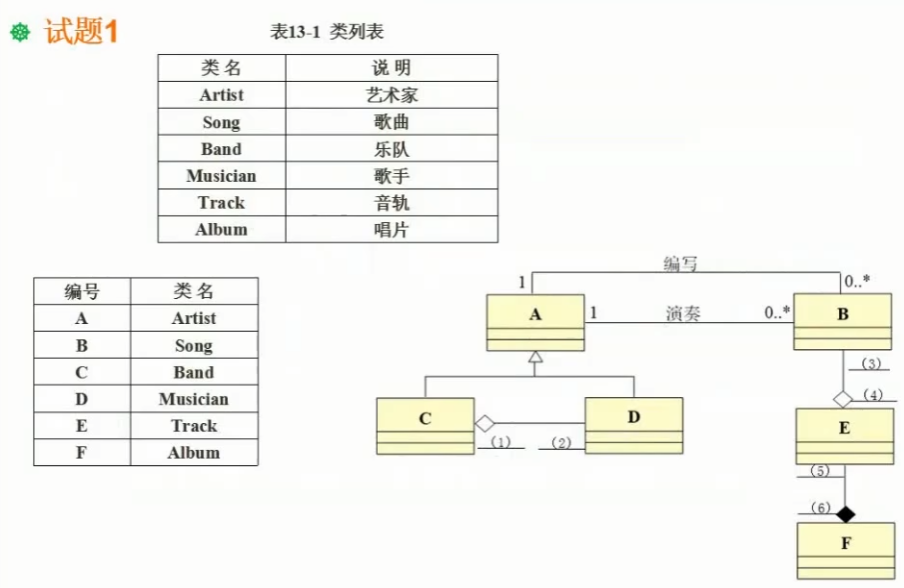 试题1
表13-1 类列表
类名 说明
Artist 艺术家
Song 歌曲
Band 乐队
Musician 歌手
Track 音轨
Album 唱片
编号 类名
A Artist
B Song
C Band
D Musician
E Track
F Album
编写
1 0..*
A 1 演奏 0..* B
(3)
(4)
C D
(1) (2)
E
(5)
(6)
F